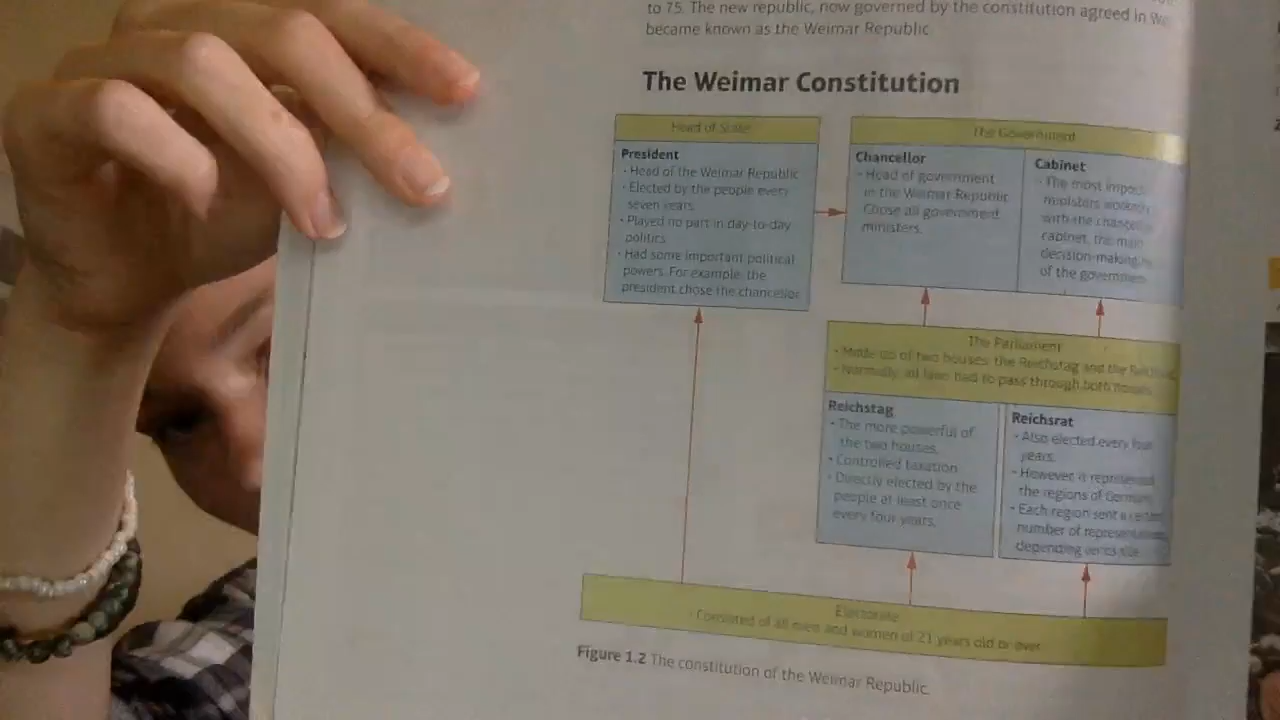 to 75. The new republic, now governed by the constitution agreed in We
became known as the Weimar Republic.
The Weimar Constitution
Head of State
President
• Head of the Weimar Republic
• Elected by the people every
seven years.
• Played no part in day-to-day
politics.
• Had some important political
powers. For example, the
president chose the chancellor.
The Government
Chancellor
• Head of government
in the Weimar Republic.
Chose all government
ministers.
Cabinet
• The most impo
ministers
with the
cabinet, the main
decision-making
of the governmen
The Parliament
• Made up of two houses: the Reichstag and the
• Normally, all laws had to pass through both houses.
Reichstag
• The more powerful of
the two houses.
• Controlled taxation.
• Directly elected by the
people at least once
every four years.
Reichsrat
• Also elected every four
years.
• However, it represented
the regions of
• Each region sent a
number of
depending on its size.
Electorate
• Consisted of all men and women of 21 years old or over
Figure 1.2 The constitution of the Weimar Republic.